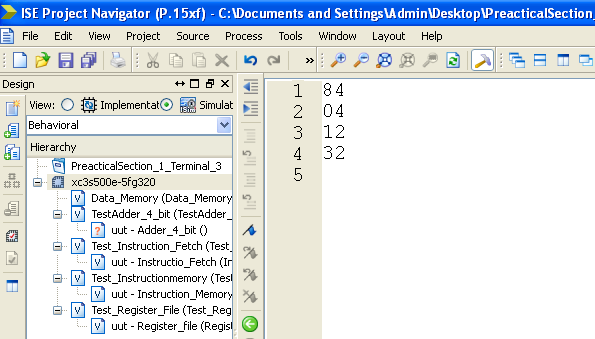 ISE Project Navigator (P.15xf) - C:\Documents and Settings\Admin\Desktop\PreacticalSection_
File Edit View Project Source Process Tools Window Layout Help
»
Design
View: Implementat Simulat
Behavioral
Hierarchy
PreacticalSection_1_Terminal_3
xc3s500e-5fg320
Data_Memory (Data_Memory
TestAdder_4_bit (TestAdder_
uut - Adder_4_bit ()
Test_Instruction_Fetch (Test_
uut - Instructio_Fetch (In
Test_Instructionmemory (Test
uut - Instruction_Memory
Test_Register_File (Test_Reg
uut - Register_file (Regist
1 84
2 04
3 12
4 32
5